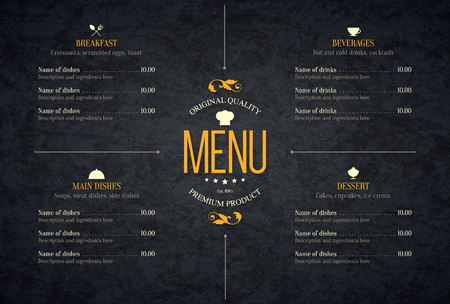 BREAKFAST
Croissants, scrambled eggs, toast
Name of dishes 10.00
Description and ingredients here
Name of dishes 10.00
Description and ingredients here
Name of dishes 10.00
Description and ingredients here
BEVERAGES
Hot and cold drinks, cocktails
Name of drinks 10.00
Description and ingredients here
Name of drinks 10.00
Description and ingredients here
Name of drinks 10.00
Description and ingredients here
ORIGINAL QUALITY
MENU
Est. 1985
PREMIUM PRODUCT
MAIN DISHES
Soups, meat dishes, side dishes
Name of dishes 10.00
Description and ingredients here
Name of dishes 10.00
Description and ingredients here
Name of dishes 10.00
Description and ingredients here
DESSERT
Cakes, cupcakes, ice cream
Name of dishes 10.00
Description and ingredients here
Name of dishes 10.00
Description and ingredients here
Name of dishes 10.00
Description and ingredients here